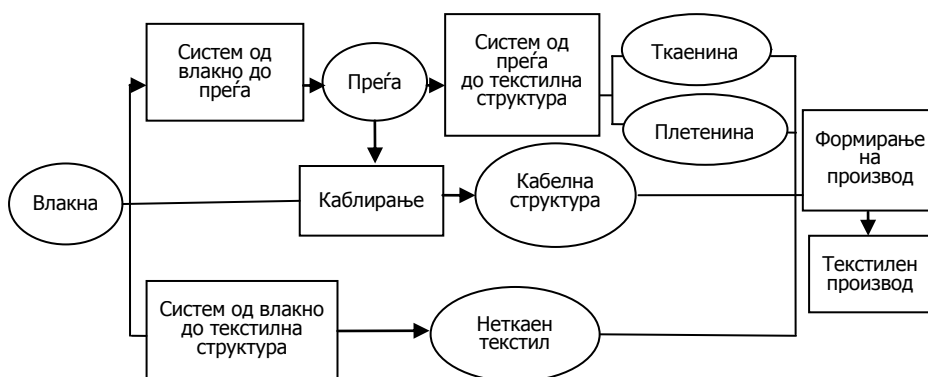 Систем од
влакно до
преѓа
Преѓа
Систем од
преѓа
до текстилна
структура
Ткаенина
Плетенина
Формирање
на
производ
Влакна
Каблирање
Кабелна
структура
Текстилен
производ
Систем од влакно
до текстилна
структура
Неткаен
текстил